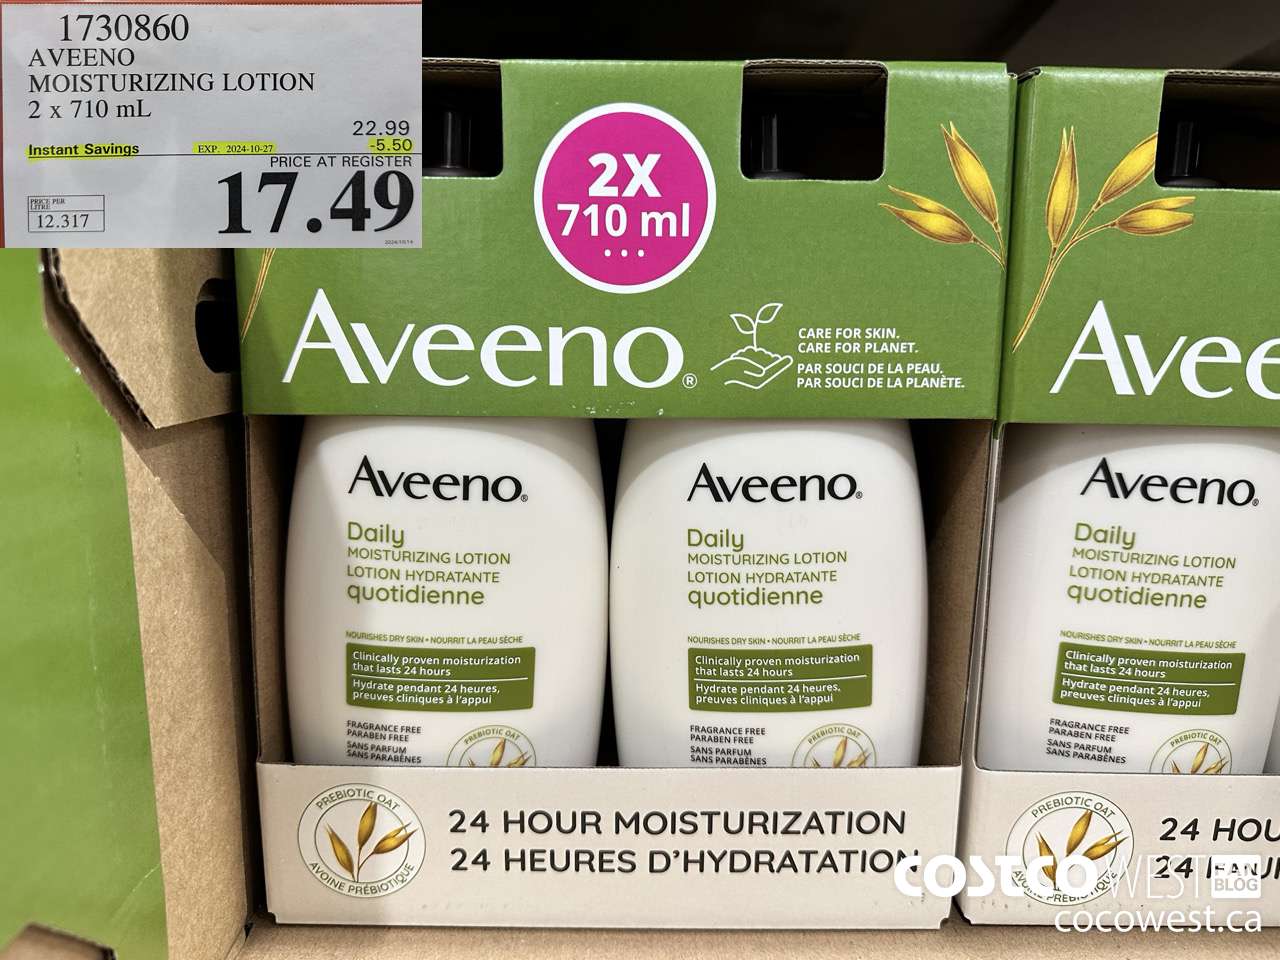 1730860
AVEENO
MOISTURIZING LOTION
2 x 710 mL
22.99
Instant Savings EXP. 2024-10-27 -5.50
PRICE AT REGISTER
17.49
PRICE PER
LITRE
12.317
2024/10/14
2X
710 ml
Aveeno®
CARE FOR SKIN.
CARE FOR PLANET.
PAR SOUCI DE LA PEAU.
PAR SOUCI DE LA PLANÈTE.
Avee
Aveeno®
Daily
MOISTURIZING LOTION
LOTION HYDRATANTE
quotidienne
NOURISHES DRY SKIN • NOURRIT LA PEAU SÈCHE
Clinically proven moisturization
that lasts 24 hours
Hydrate pendant 24 heures,
preuves cliniques à l'appui
FRAGRANCE FREE
PARABEN FREE
SANS PARFUM
SANS PARABÈNES
PREBIOTIC OAT
Aveeno®
Daily
MOISTURIZING LOTION
LOTION HYDRATANTE
quotidienne
NOURISHES DRY SKIN • NOURRIT LA PEAU SÈCHE
Clinically proven moisturization
that lasts 24 hours
Hydrate pendant 24 heures,
preuves cliniques à l'appui
FRAGRANCE FREE
PARABEN FREE
SANS PARFUM
SANS PARABÈNES
PREBIOTIC OAT
Aveeno®
Daily
MOISTURIZING LOTION
LOTION HYDRATANTE
quotidienne
NOURISHES DRY SKIN • NOURRIT LA PEAU SÈCHE
Clinically proven moisturization
that lasts 24 hours
Hydrate pendant 24 heures,
preuves cliniques à l'appui
FRAGRANCE FREE
PARABEN FREE
SANS PARFUM
SANS PARABÈNES
PREBIOTIC OAT
PREBIOTIC OAT
AVOINE PRÉBIOTIQUE
24 HOUR MOISTURIZATION
24 HEURES D'HYDRATATION
PREBIOTIC OAT
AVOINE PRÉBIOTIQUE
24 HOU
24
COSTCO WEST FAN BLOG
cocowest.ca